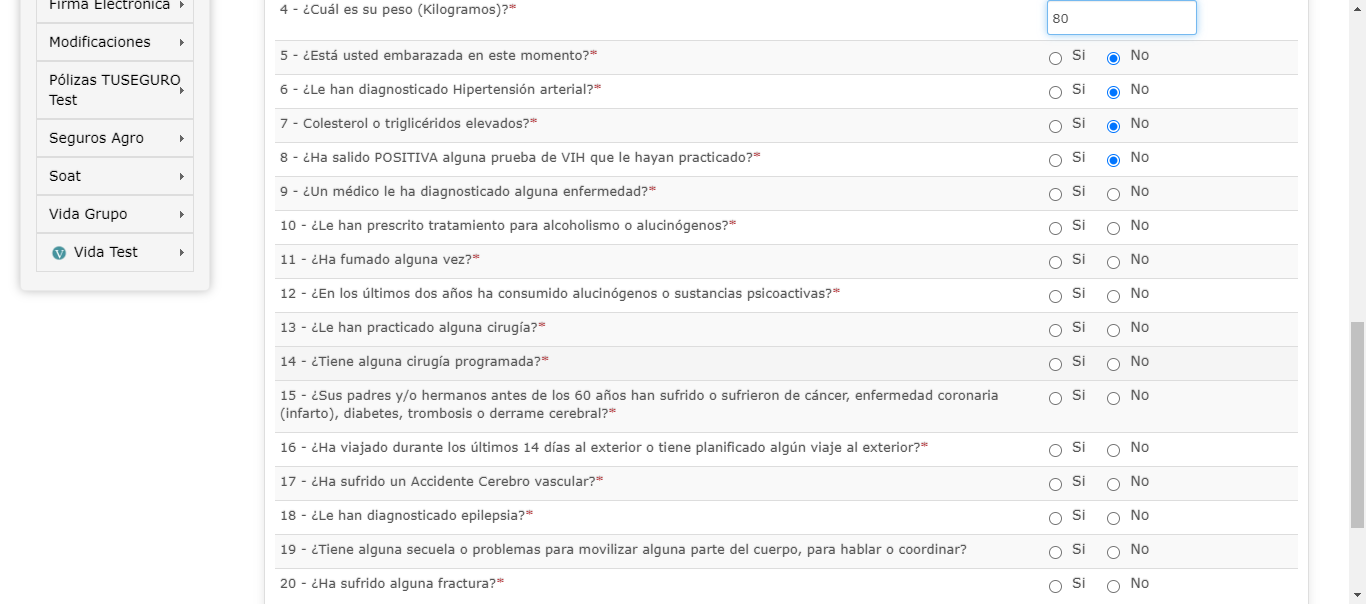 Firma Electrónica
Modificaciones
Pólizas TUSEGURO
Test
Seguros Agro
Soat
Vida Grupo
Vida Test
4 - ¿Cuál es su peso (Kilogramos)?* 80
5 - ¿Está usted embarazada en este momento?* Si No
6 - ¿Le han diagnosticado Hipertensión arterial?* Si No
7 - Colesterol o triglicéridos elevados?* Si No
8 - ¿Ha salido POSITIVA alguna prueba de VIH que le hayan practicado?* Si No
9 - ¿Un médico le ha diagnosticado alguna enfermedad?* Si No
10 - ¿Le han prescrito tratamiento para alcoholismo o alucinógenos?* Si No
11 - ¿Ha fumado alguna vez?* Si No
12 - ¿En los últimos dos años ha consumido alucinógenos o sustancias psicoactivas?* Si No
13 - ¿Le han practicado alguna cirugía?* Si No
14 - ¿Tiene alguna cirugía programada?* Si No
15 - ¿Sus padres y/o hermanos antes de los 60 años han sufrido o sufrieron de cáncer, enfermedad coronaria Si No
(infarto), diabetes, trombosis o derrame cerebral?*
16 - ¿Ha viajado durante los últimos 14 días al exterior o tiene planificado algún viaje al exterior?* Si No
17 - ¿Ha sufrido un Accidente Cerebro vascular?* Si No
18 - ¿Le han diagnosticado epilepsia?* Si No
19 - ¿Tiene alguna secuela o problemas para movilizar alguna parte del cuerpo, para hablar o coordinar? Si No
20 - ¿Ha sufrido alguna fractura?* Si No